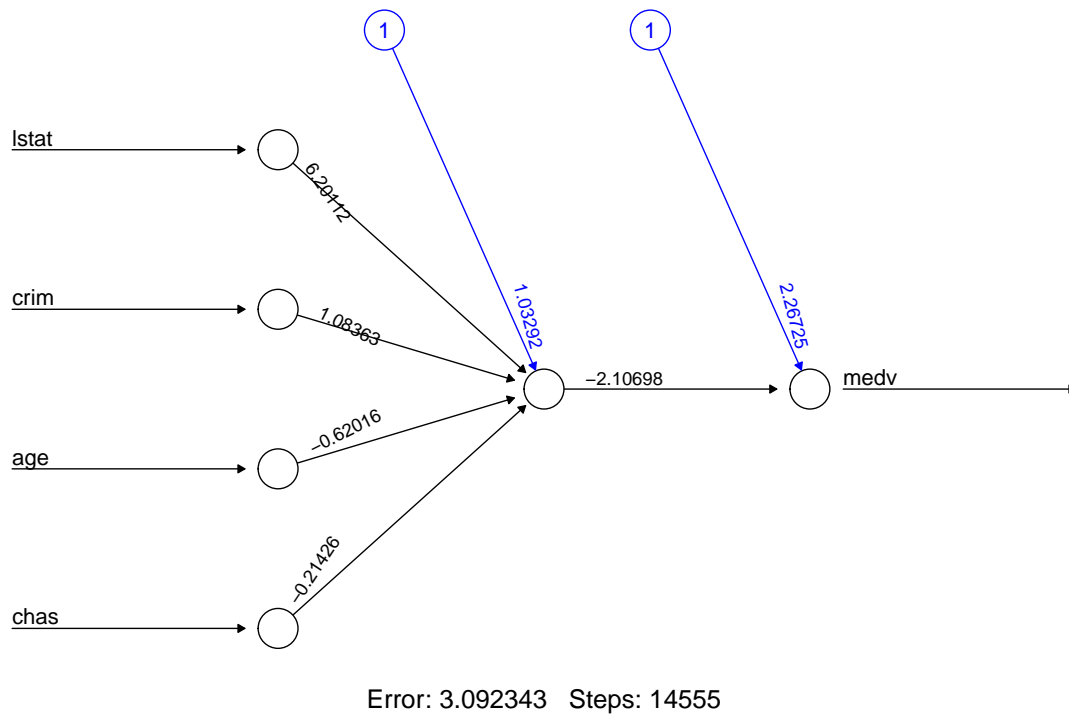 1
1
lstat
6.20112
crim
1.08363
1.03292
2.26725
−2.10698
medv
−0.62016
age
−0.21426
chas
Error: 3.092343 Steps: 14555